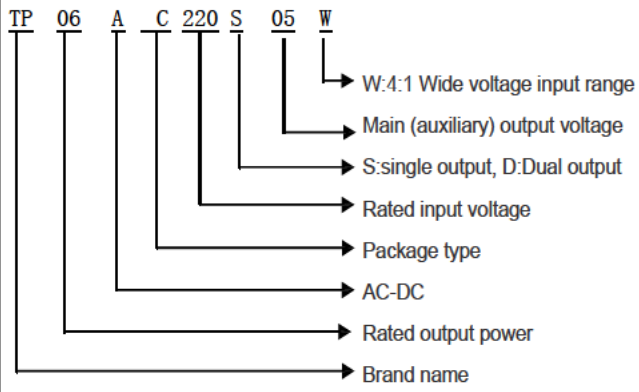 TP 06 A C 220 S 05 W
W:4:1 Wide voltage input range
Main (auxiliary) output voltage
S:single output, D:Dual output
Rated input voltage
Package type
AC-DC
Rated output power
Brand name